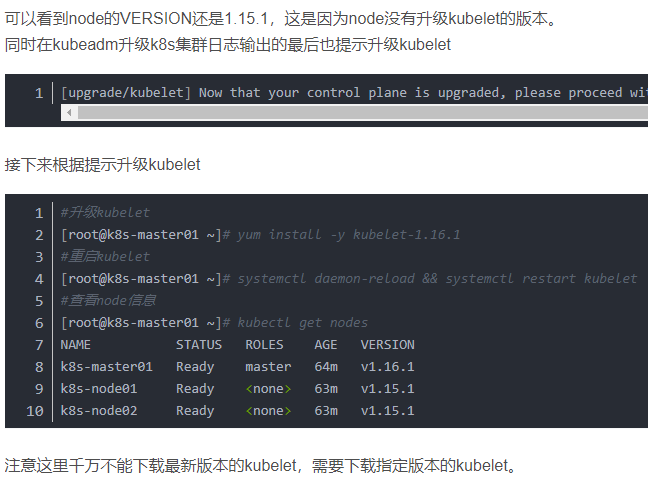 可以看到node的VERSION还是1.15.1，这是因为node没有升级kubelet的版本。
同时在kubeadm升级k8s集群日志输出的最后也提示升级kubelet
1 [upgrade/kubelet] Now that your control plane is upgraded, please proceed wi
接下来根据提示升级kubelet
1 #升级kubelet
2 [root@k8s-master01 ~]# yum install -y kubelet-1.16.1
3 #重启kubelet
4 [root@k8s-master01 ~]# systemctl daemon-reload && systemctl restart kubelet
5 #查看node信息
6 [root@k8s-master01 ~]# kubectl get nodes
7 NAME STATUS ROLES AGE VERSION
8 k8s-master01 Ready master 64m v1.16.1
9 k8s-node01 Ready <none> 63m v1.15.1
10 k8s-node02 Ready <none> 63m v1.15.1
注意这里千万不能下载最新版本的kubelet，需要下载指定版本的kubelet。